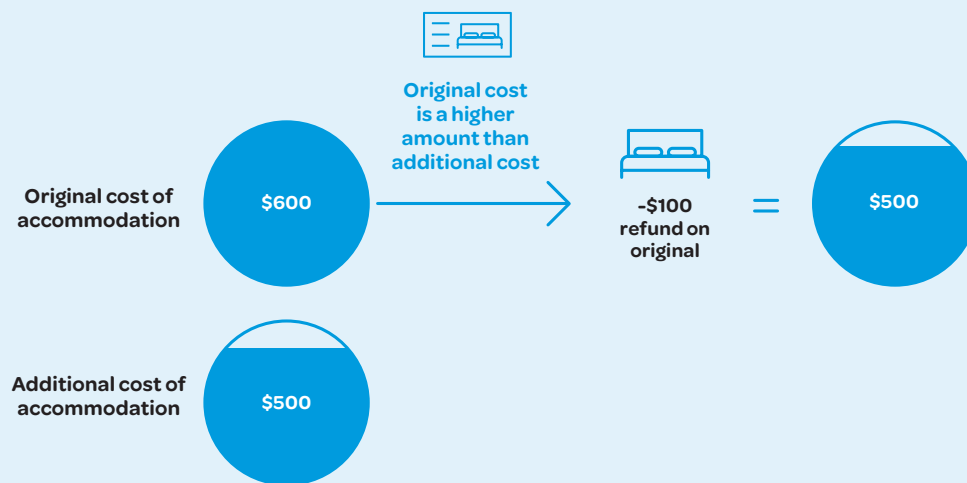 Original cost
is a higher
amount than
additional cost
Original cost of
accommodation
$600
-$100
refund on
original
=
$500
Additional cost of
accommodation
$500